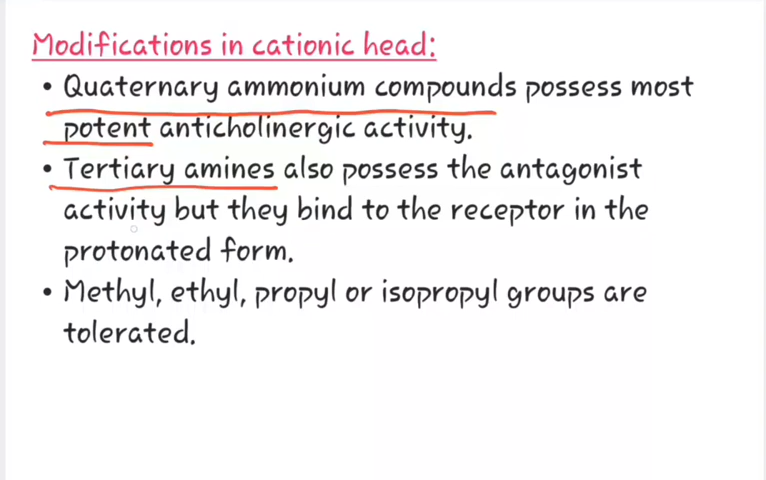 Modifications in cationic head:
• Quaternary ammonium compounds possess most
potent anticholinergic activity.
• Tertiary amines also possess the antagonist
activity but they bind to the receptor in the
protonated form.
• Methyl, ethyl, propyl or isopropyl groups are
tolerated.